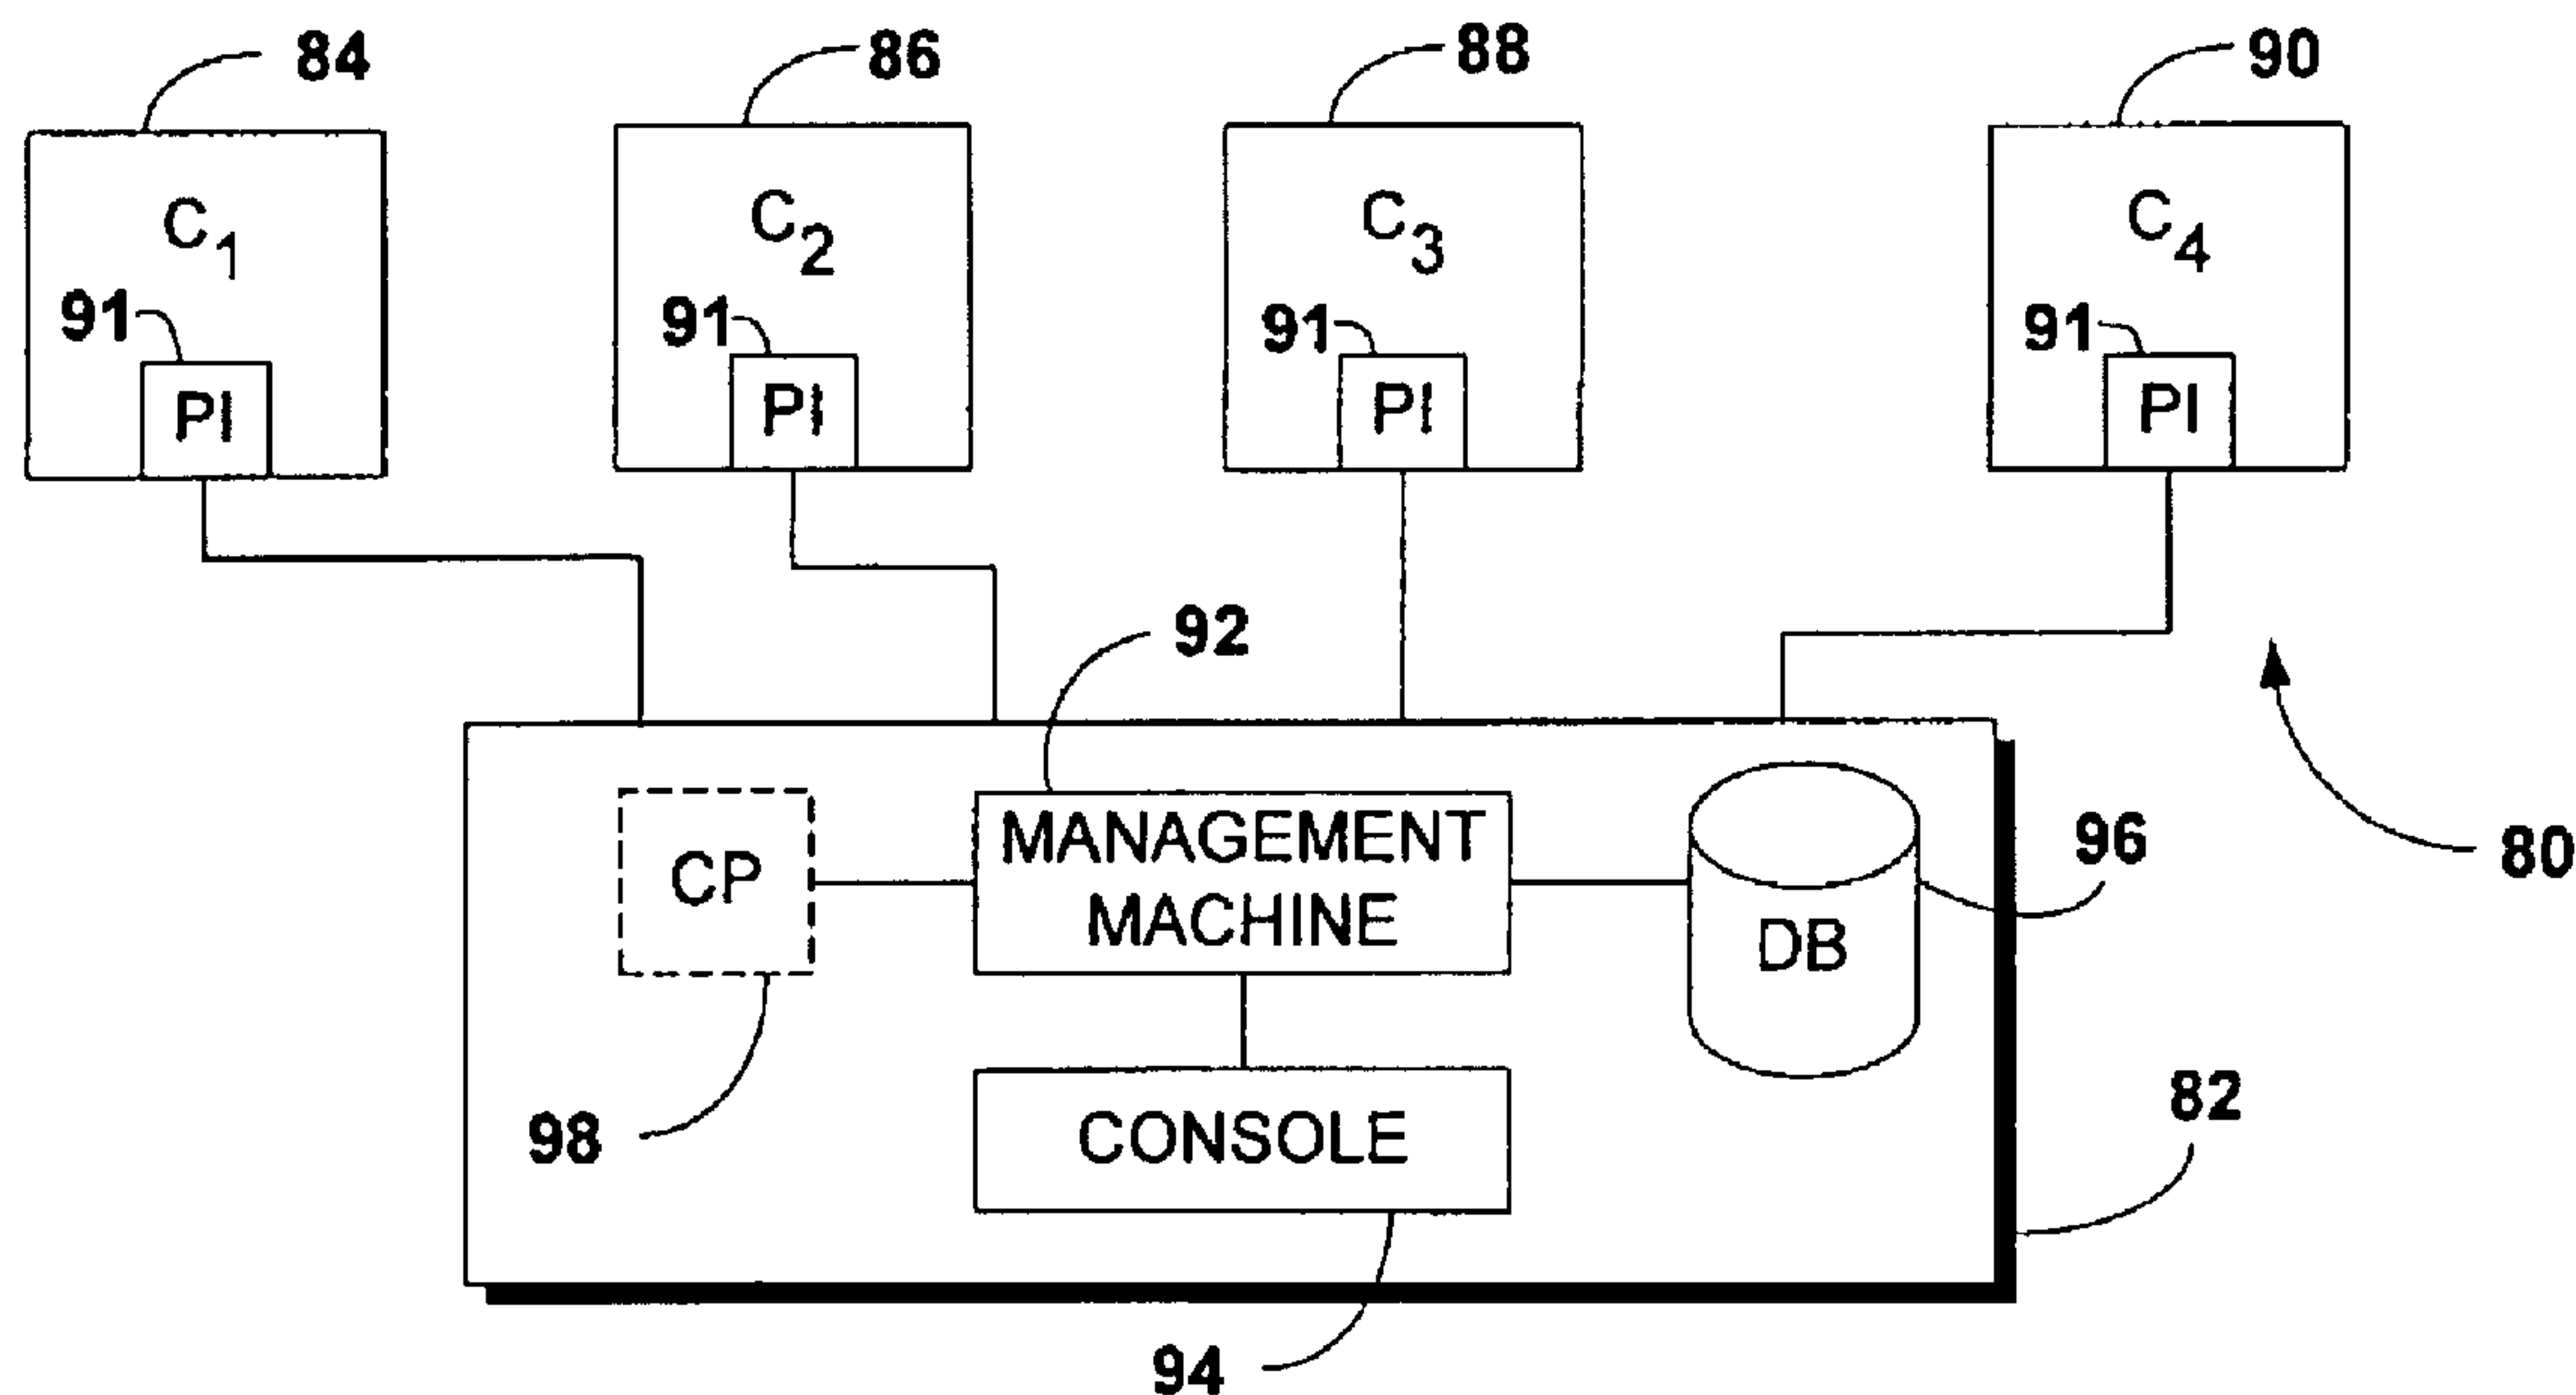 84
86
88
90
C1
C2
C3
C4
91
91
91
91
PI
PI
PI
PI
92
80
CP
MANAGEMENT
MACHINE
DB
96
CONSOLE
98
82
94